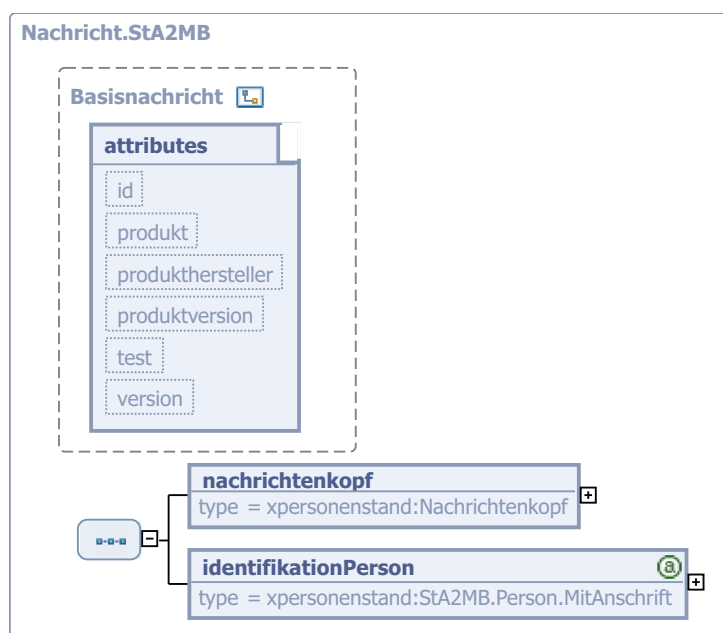 Nachricht.StA2MB
Basisnachricht
attributes
id
produkt
produkthersteller
produktversion
test
version
nachrichtenkopf
type = xpersonenstand:Nachrichtenkopf
identifikationPerson
a
type = xpersonenstand:StA2MB.Person.MitAnschrift